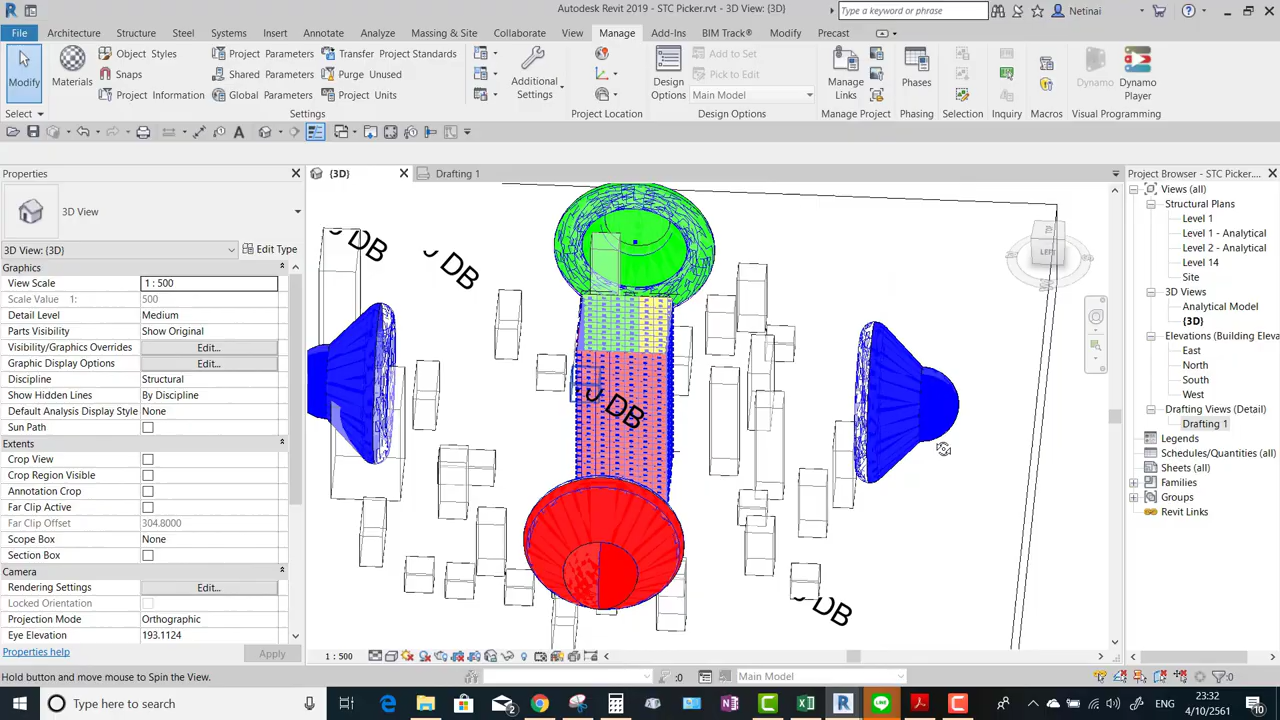 Autodesk Revit 2019 - STC Picker.rvt - 3D View: {3D}
Type a keyword or phrase
Netinai
File Architecture Structure Steel Systems Insert Annotate Analyze Massing & Site Collaborate View Manage Add-Ins BIM Track® Modify Precast
Modify
Materials
Object Styles
Snaps
Project Information
Project Parameters
Shared Parameters
Global Parameters
Transfer Project Standards
Purge Unused
Project Units
Additional Settings
Design Options
Add to Set
Pick to Edit
Main Model
Manage Links
Phases
Dynamo
Dynamo Player
Select
Settings
Project Location
Design Options
Manage Project
Phasing
Selection
Inquiry
Macros
Visual Programming
Properties
{3D}
Drafting 1
Project Browser - STC Picker....
3D View
3D View: {3D}
Edit Type
Graphics
View Scale 1 : 500
Scale Value 1: 500
Detail Level Medium
Parts Visibility Show Original
Visibility/Graphics Overrides Edit...
Graphic Display Options Edit...
Discipline Structural
Show Hidden Lines By Discipline
Default Analysis Display Style None
Sun Path
Extents
Crop View
Crop Region Visible
Annotation Crop
Far Clip Active
Far Clip Offset 304.8000
Scope Box None
Section Box
Camera
Rendering Settings Edit...
Locked Orientation
Projection Mode Orthographic
Eye Elevation 193.1124
Properties help
Apply
DB
DB
DB
DB
LEFT
Views (all)
Structural Plans
Level 1
Level 1 - Analytical
Level 2 - Analytical
Level 14
Site
3D Views
Analytical Model
{3D}
Elevations (Building Eleva
East
North
South
West
Drafting Views (Detail)
Drafting 1
Legends
Schedules/Quantities (all)
Sheets (all)
Families
Groups
Revit Links
1 : 500
Hold button and move mouse to Spin the View.
:0
Main Model
:0
Type here to search
23:32
4/10/2561